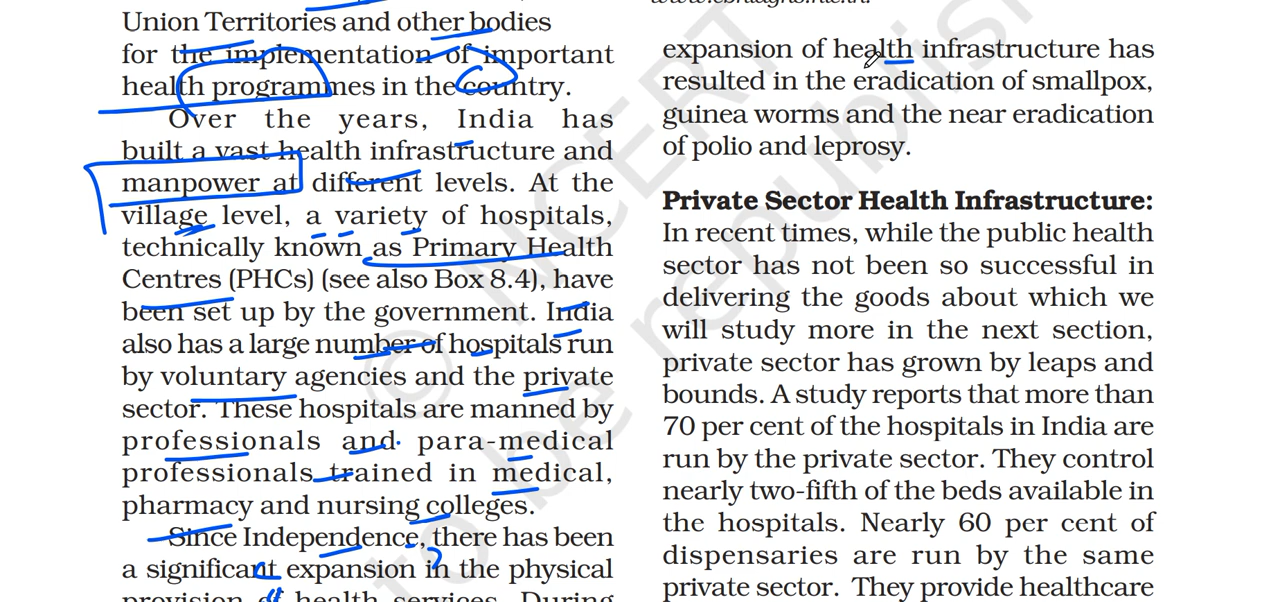 Union Territories and other bodies
for the implementation of important
health programmes in the country.
Over the years, India has
built a vast health infrastructure and
manpower at different levels. At the
village level, a variety of hospitals,
technically known as Primary Health
Centres (PHCs) (see also Box 8.4), have
been set up by the government. India
also has a large number of hospitals run
by voluntary agencies and the private
sector. These hospitals are manned by
professionals and para-medical
professionals trained in medical,
pharmacy and nursing colleges.
Since Independence, there has been
a significant expansion in the physical
provision of health services. During
expansion of health infrastructure has
resulted in the eradication of smallpox,
guinea worms and the near eradication
of polio and leprosy.
Private Sector Health Infrastructure:
In recent times, while the public health
sector has not been so successful in
delivering the goods about which we
will study more in the next section,
private sector has grown by leaps and
bounds. A study reports that more than
70 per cent of the hospitals in India are
run by the private sector. They control
nearly two-fifth of the beds available in
the hospitals. Nearly 60 per cent of
dispensaries are run by the same
private sector. They provide healthcare
© NCERT
to be republis